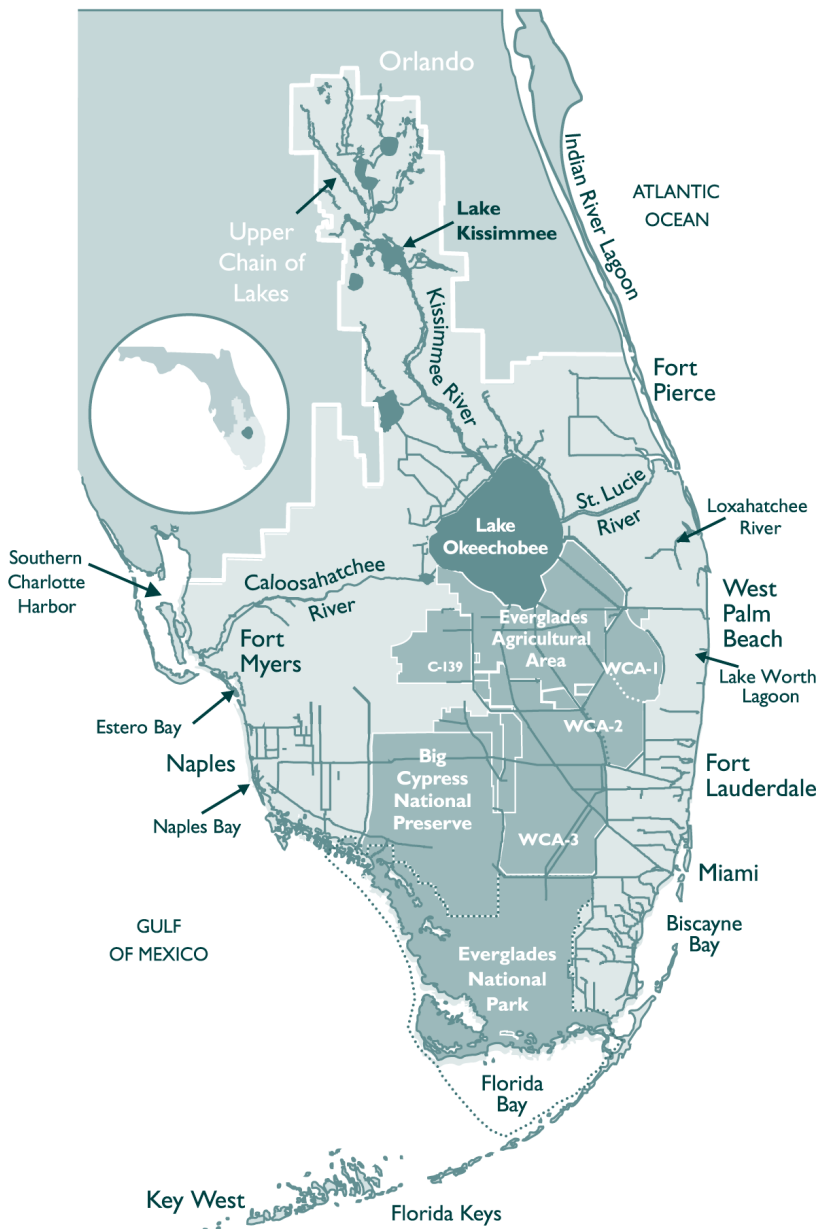 Orlando
Indian River Lagoon
ATLANTIC
OCEAN
Lake
Kissimmee
Upper
Chain of
Lakes
Kissimmee River
Fort
Pierce
St. Lucie
River
Loxahatchee
River
Lake
Okeechobee
Southern
Charlotte
Harbor
Caloosahatchee
River
West
Palm
Beach
Everglades
Agricultural
Area
Fort
Myers
C-139
WCA-1
Lake Worth
Lagoon
Estero Bay
WCA-2
Naples
Big
Cypress
National
Preserve
Fort
Lauderdale
Naples Bay
WCA-3
Miami
GULF
OF MEXICO
Biscayne
Bay
Everglades
National
Park
Florida
Bay
Key West
Florida Keys